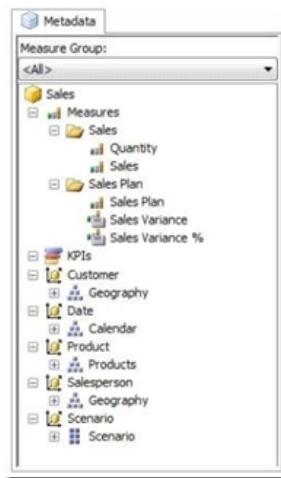 Metadata
Measure Group:
<All>
Sales
Measures
Sales
Quantity
Sales
Sales Plan
Sales Plan
Sales Variance
Sales Variance %
KPIs
Customer
Geography
Date
Calendar
Product
Products
Salesperson
Geography
Scenario
Scenario